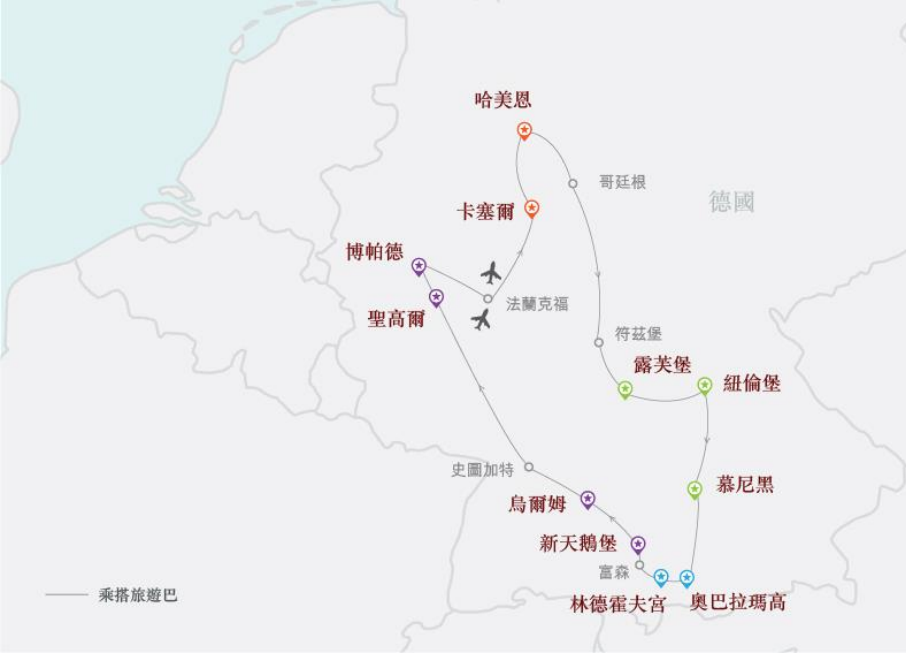 哈美恩
哥廷根
德國
卡塞爾
博帕德
法蘭克福
聖高爾
符茲堡
露芙堡
紐倫堡
史圖加特
慕尼黑
烏爾姆
新天鵝堡
富森
乘搭旅遊巴
林德霍夫宮
奧巴拉瑪高